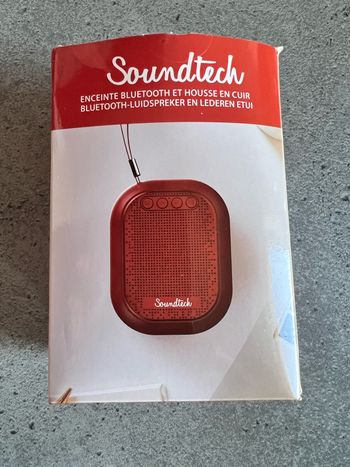 Soundtech
ENCEINTE BLUETOOTH ET HOUSSE EN CUIR
BLUETOOTH-LUIDSPREKER EN LEDEREN ETUI
Soundtech